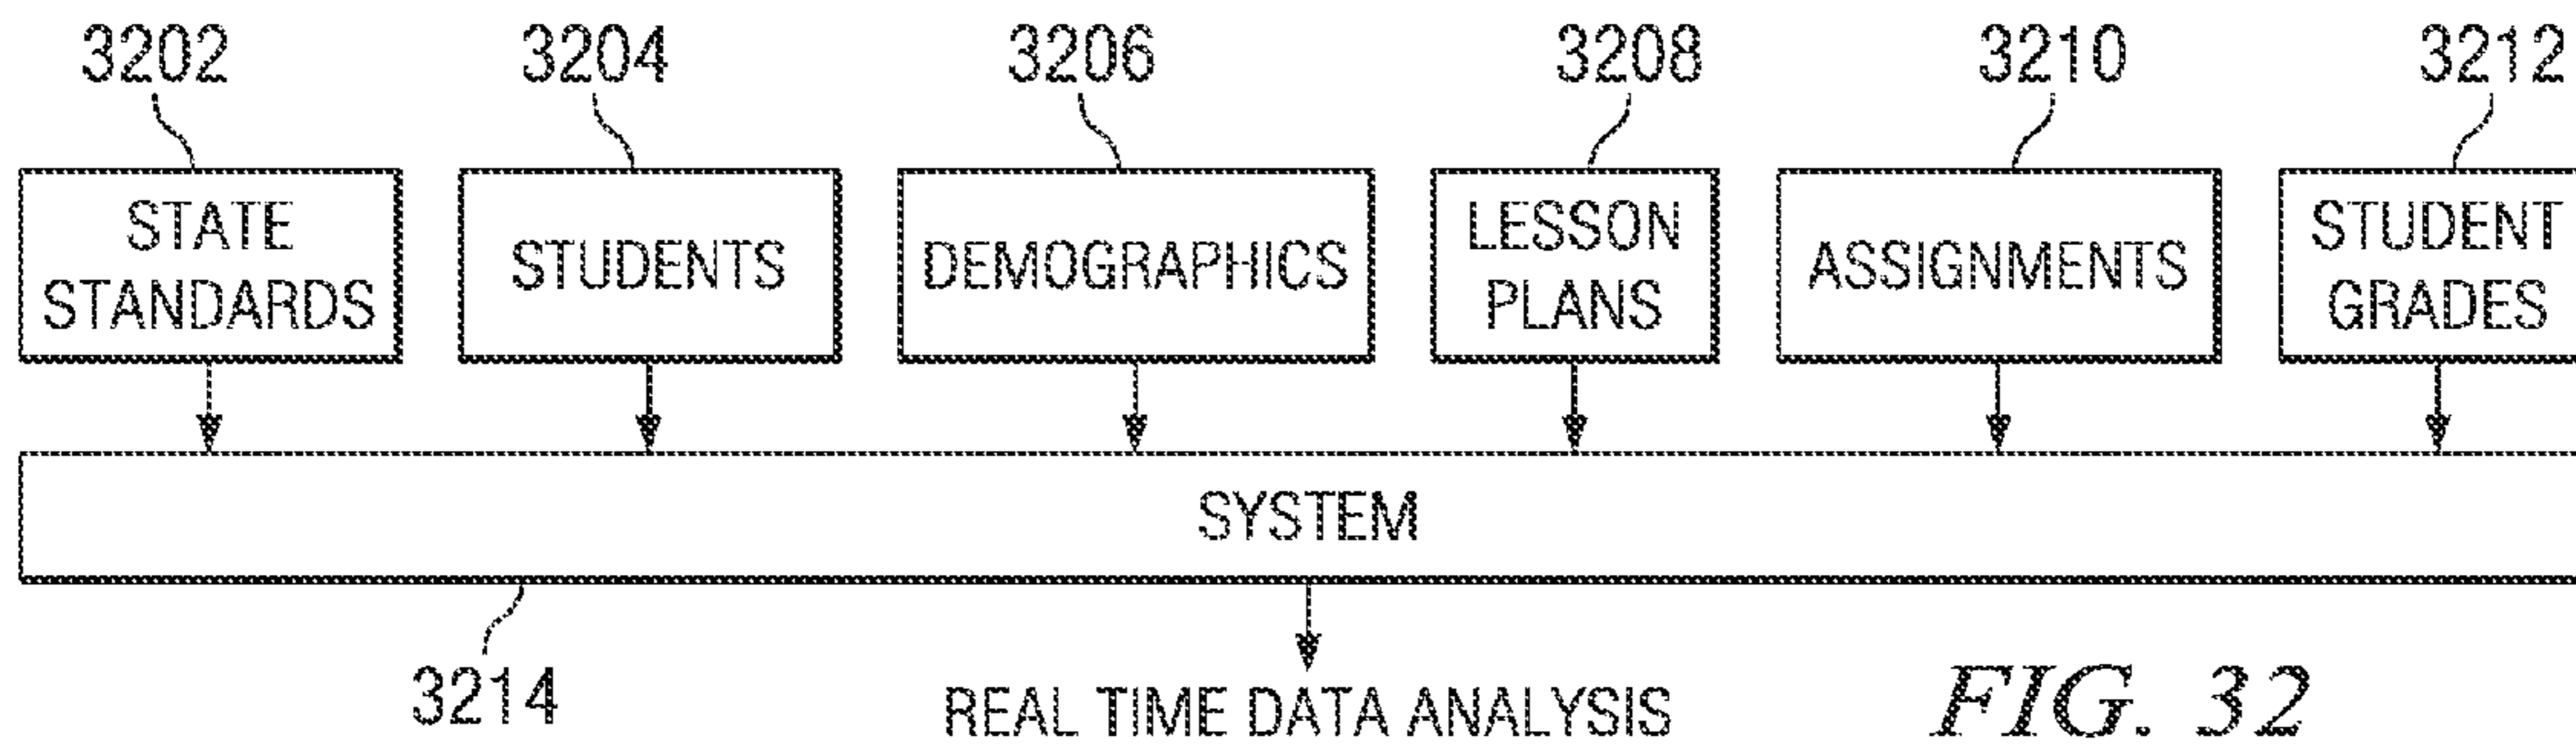 3202 3204 3206 3208 3210 3212
STATE STANDARDS
STUDENTS
DEMOGRAPHICS
LESSON PLANS
ASSIGNMENTS
STUDENT GRADES
SYSTEM
3214
REAL TIME DATA ANALYSIS
FIG. 32